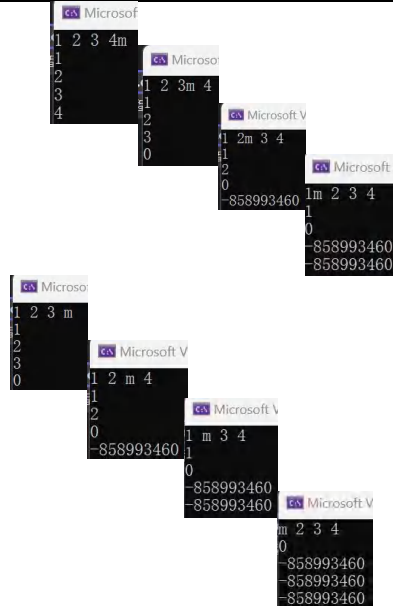 Microsof
1 2 3 4m
1
2
3
4
Microso
1 2 3m 4
1
2
3
0
Microsoft V
1 2m 3 4
1
2
0
-858993460
Microsoft
1m 2 3 4
1
0
-858993460
-858993460
Microso
1 2 3 m
1
2
3
0
Microsoft V
1 2 m 4
1
2
0
-858993460
Microsoft V
1 m 3 4
1
0
-858993460
-858993460
Microsoft V
m 2 3 4
0
-858993460
-858993460
-858993460